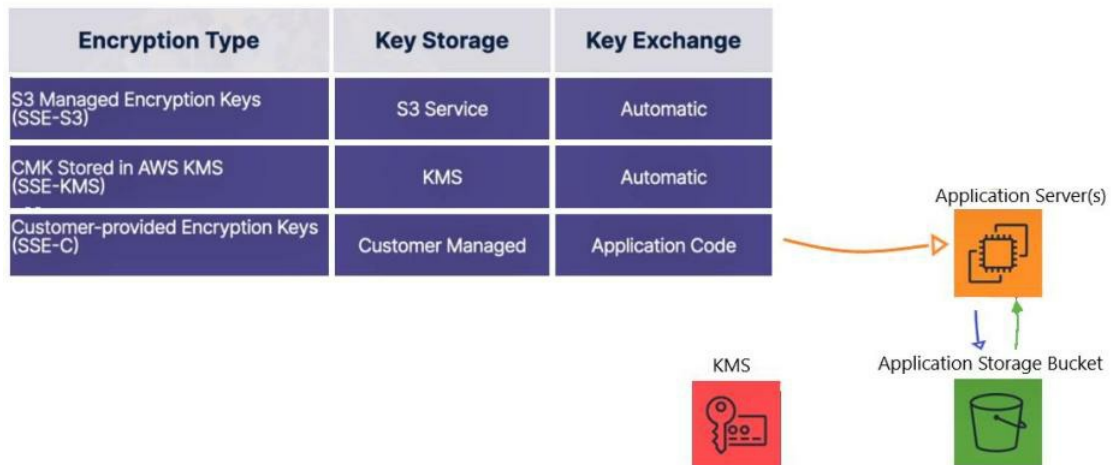 Encryption Type Key Storage Key Exchange
S3 Managed Encryption Keys
(SSE-S3)
S3 Service Automatic
CMK Stored in AWS KMS
(SSE-KMS)
KMS Automatic
Customer-provided Encryption Keys
(SSE-C)
Customer Managed Application Code
Application Server(s)
KMS
Application Storage Bucket